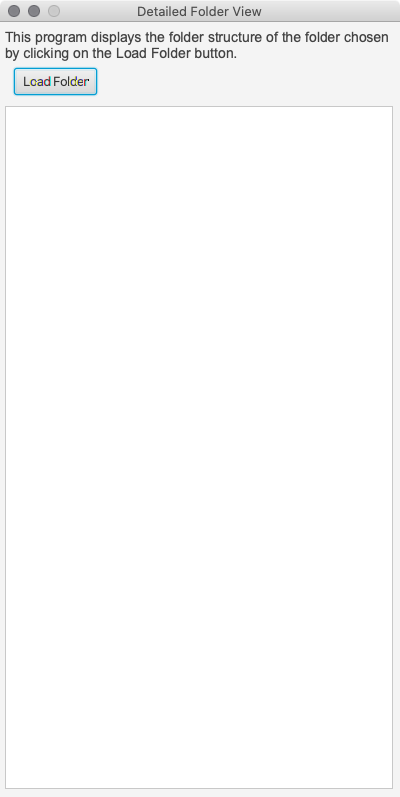 Detailed Folder View
This program displays the folder structure of the folder chosen
by clicking on the Load Folder button.
Load Folder